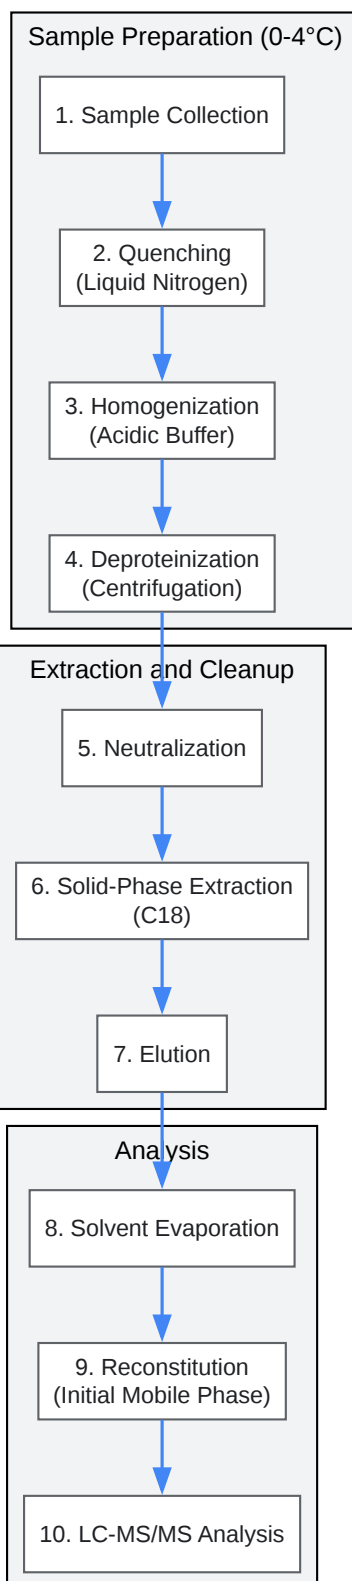 Sample Preparation (0-4°C)
1. Sample Collection
2. Quenching
(Liquid Nitrogen)
3. Homogenization
(Acidic Buffer)
4. Deproteinization
(Centrifugation)
Extraction and Cleanup
5. Neutralization
6. Solid-Phase Extraction
(C18)
7. Elution
Analysis
8. Solvent Evaporation
9. Reconstitution
(Initial Mobile Phase)
10. LC-MS/MS Analysis